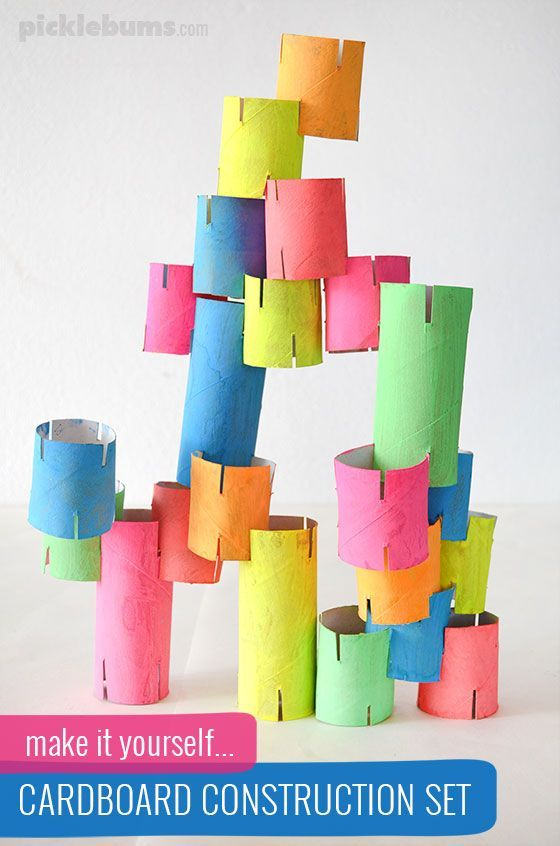 picklebums.com
make it yourself...
CARDBOARD CONSTRUCTION SET